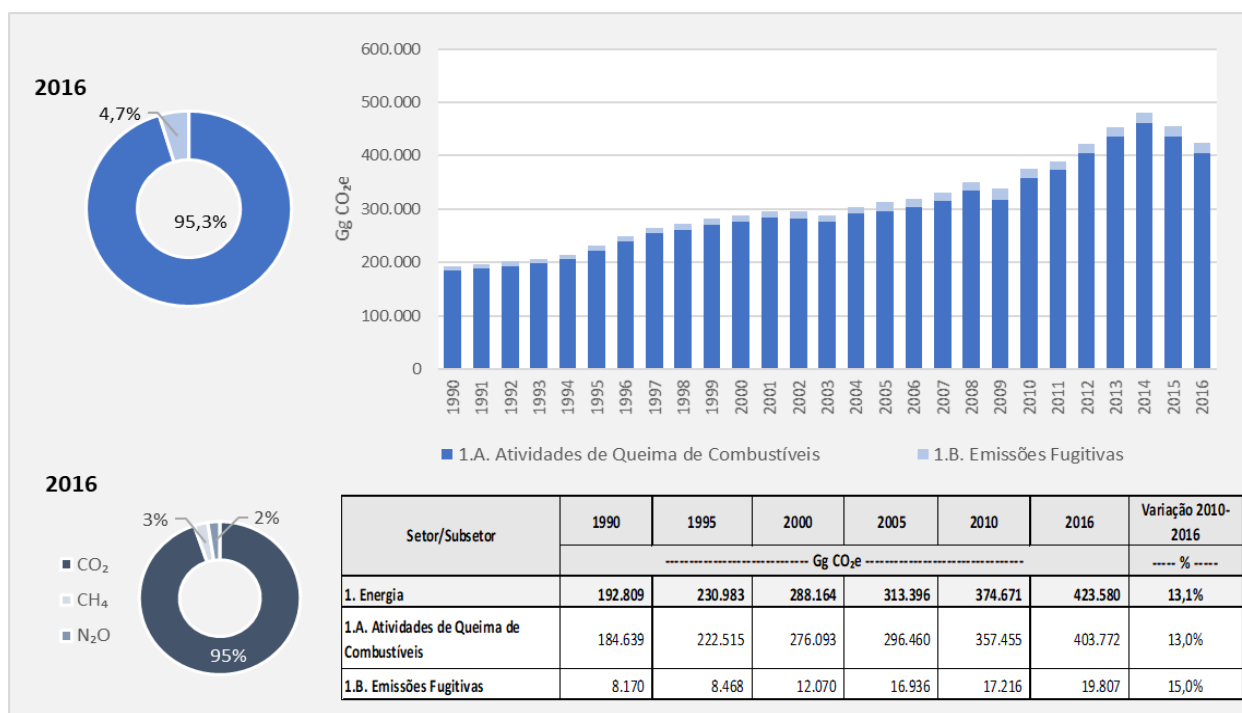 2016
4,7%
95,3%
600.000
500.000
400.000
300.000
200.000
100.000
0
Gg CO₂e
1990 1991 1992 1993 1994 1995 1996 1997 1998 1999 2000 2001 2002 2003 2004 2005 2006 2007 2008 2009 2010 2011 2012 2013 2014 2015 2016
1.A. Atividades de Queima de Combustíveis 1.B. Emissões Fugitivas
2016
3% 2%
CO₂
CH₄
N₂O
95%
Setor/Subsetor 1990 1995 2000 2005 2010 2016 Variação 2010-
2016
------------------------------ Gg CO₂e --------------------------------- ----- % -----
1. Energia 192.809 230.983 288.164 313.396 374.671 423.580 13,1%
1.A. Atividades de Queima de
Combustíveis 184.639 222.515 276.093 296.460 357.455 403.772 13,0%
1.B. Emissões Fugitivas 8.170 8.468 12.070 16.936 17.216 19.807 15,0%